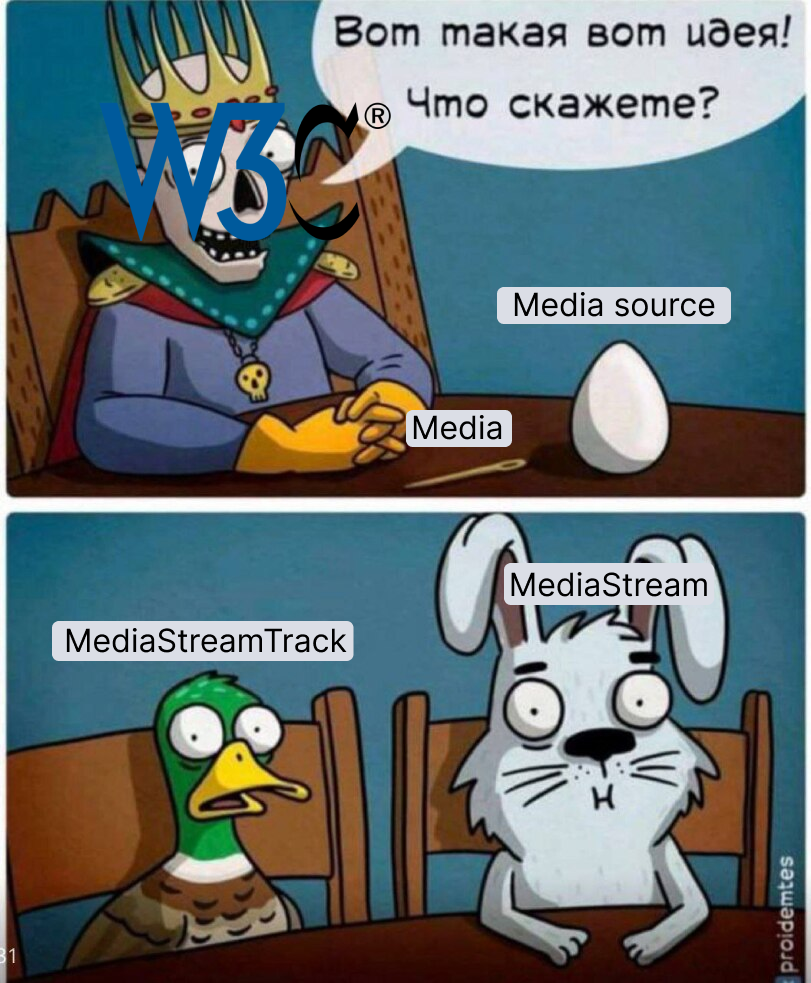 Вот такая вот идея!
Что скажете?
W3C®
Media source
Media
MediaStream
MediaStreamTrack
proidemtes
31